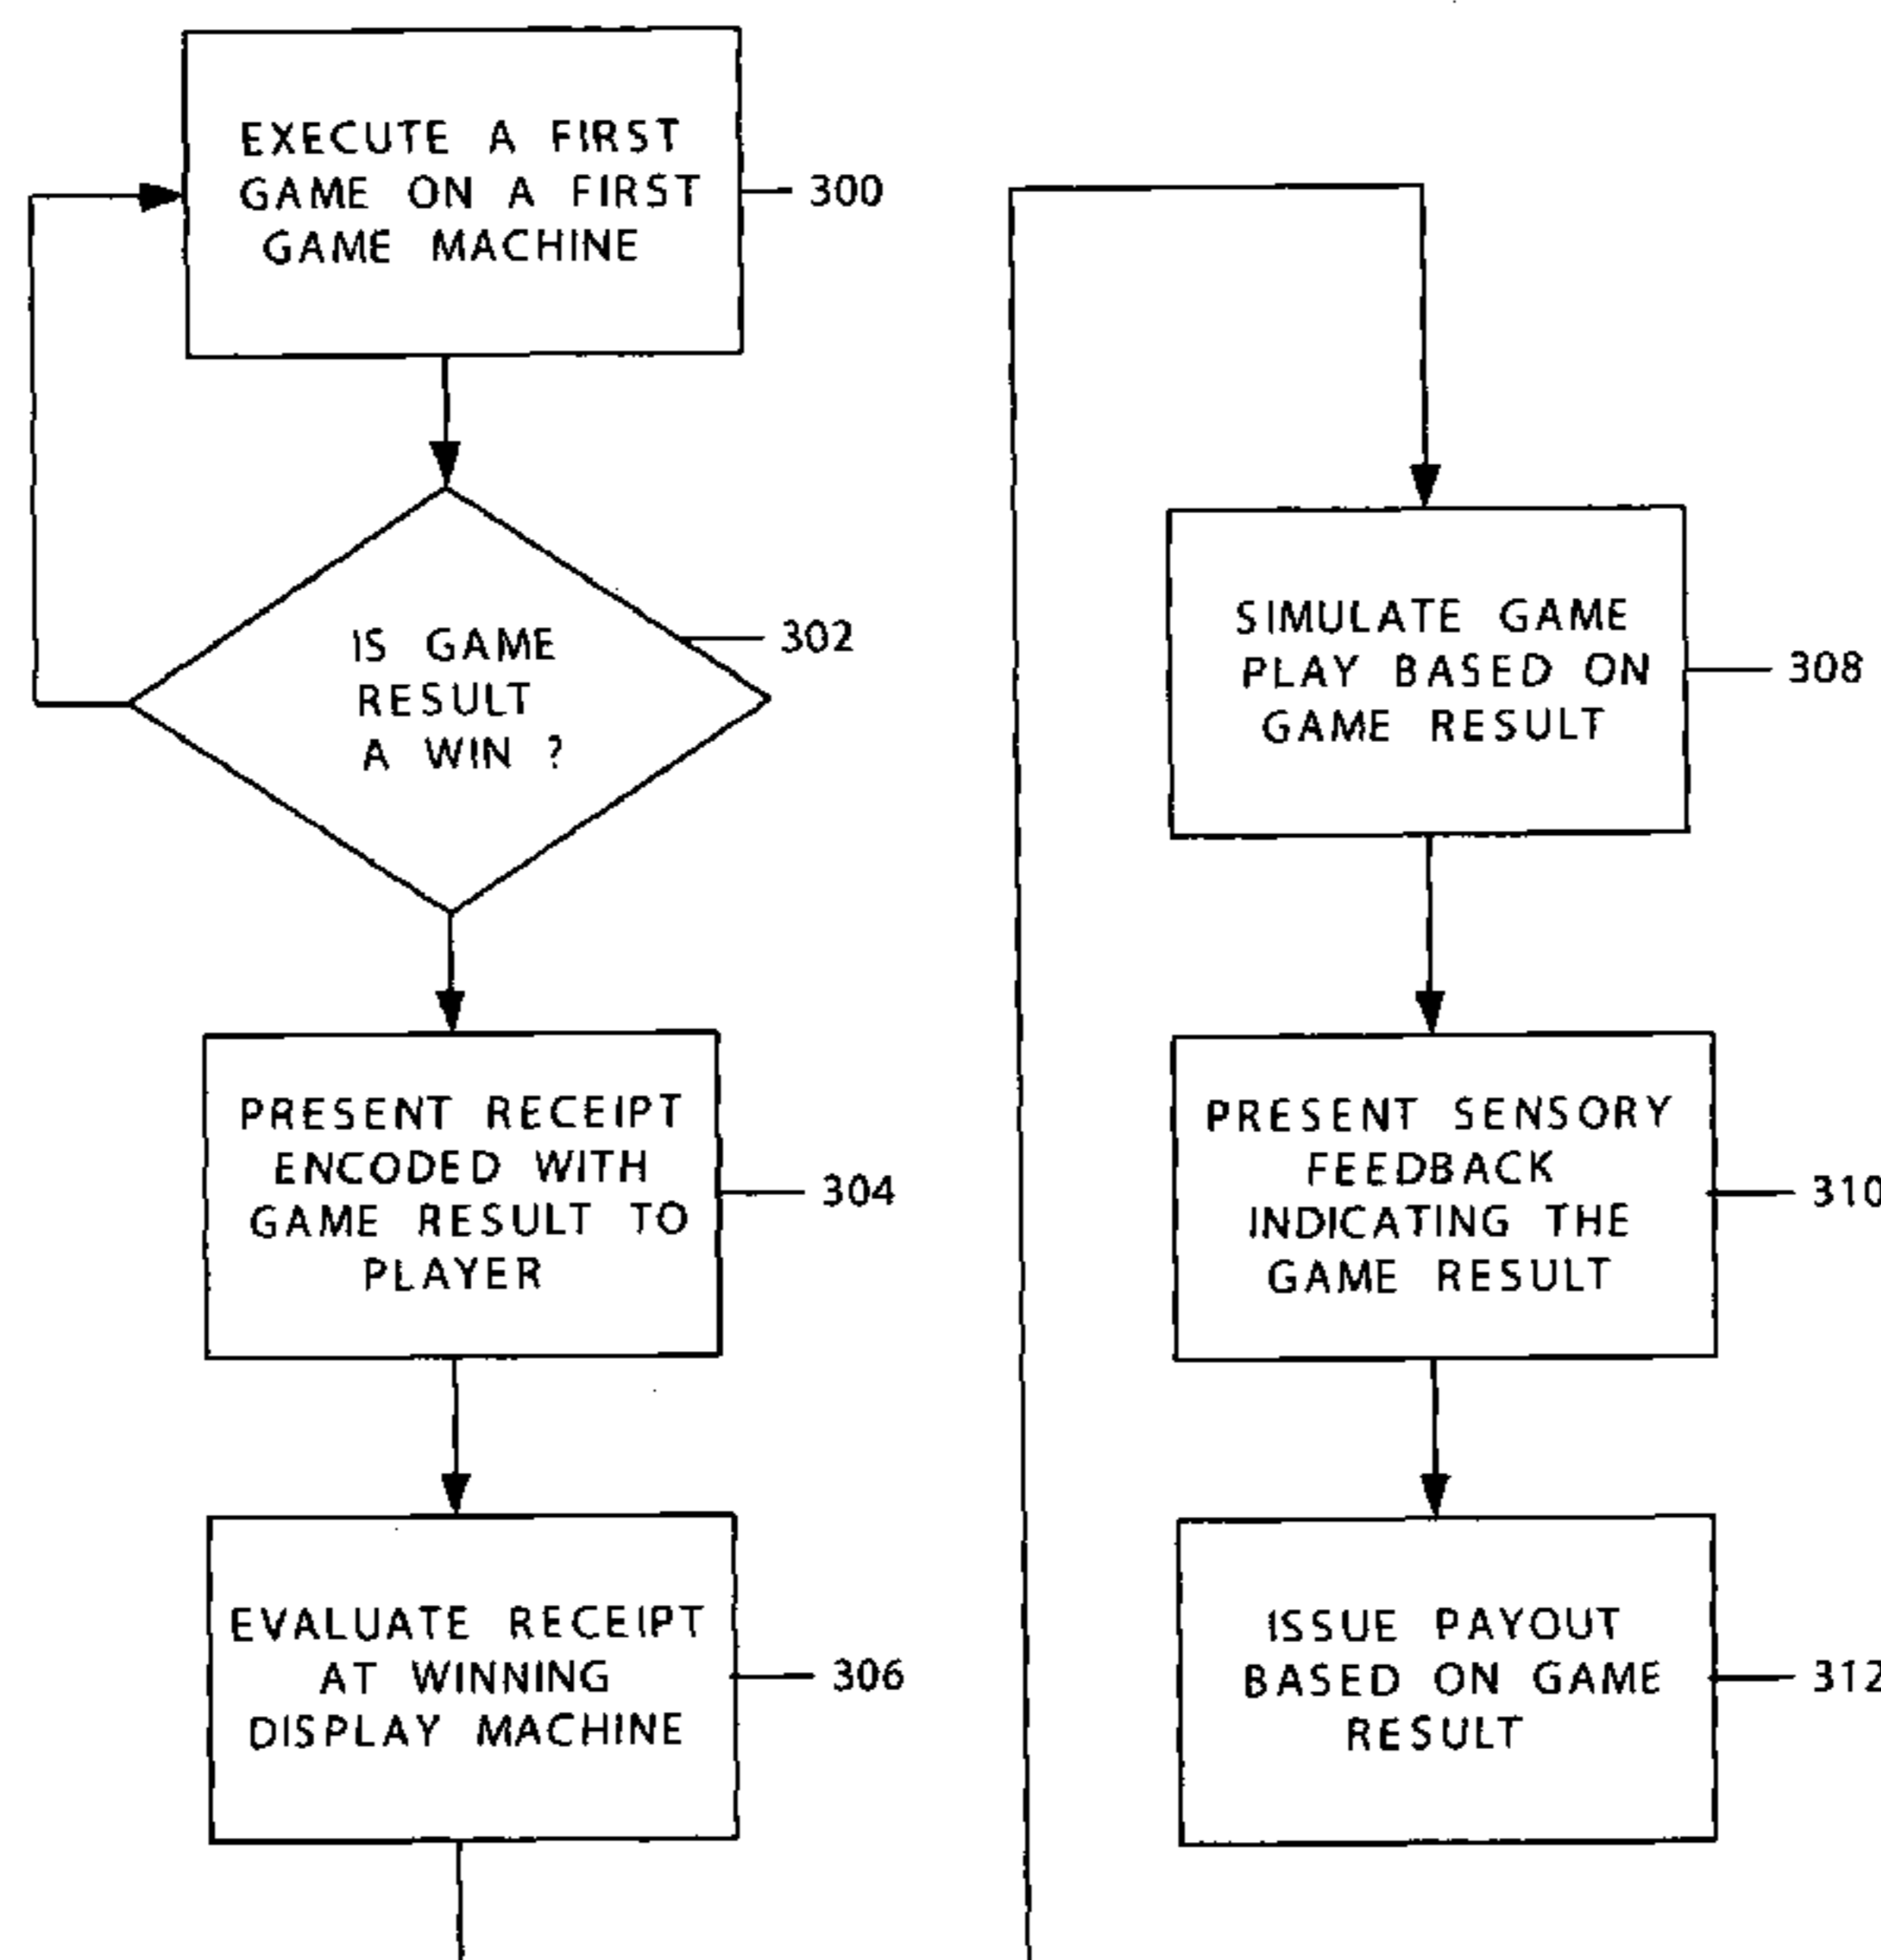 EXECUTE A FIRST
GAME ON A FIRST
GAME MACHINE
300
IS GAME
RESULT
A WIN ?
302
PRESENT RECEIPT
ENCODED WITH
GAME RESULT TO
PLAYER
304
EVALUATE RECEIPT
AT WINNING
DISPLAY MACHINE
306
SIMULATE GAME
PLAY BASED ON
GAME RESULT
308
PRESENT SENSORY
FEEDBACK
INDICATING THE
GAME RESULT
310
ISSUE PAYOUT
BASED ON GAME
RESULT
312